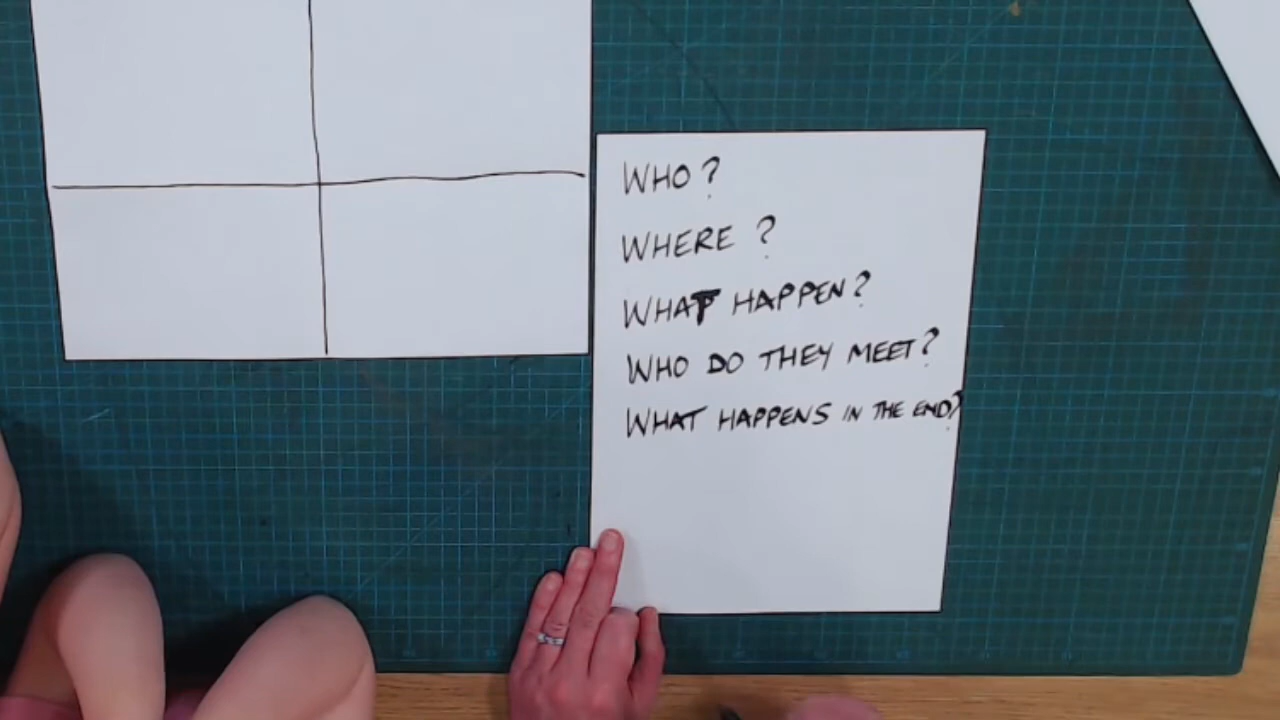 WHO?
WHERE?
WHAT HAPPEN?
WHO DO THEY MEET?
WHAT HAPPENS IN THE END?